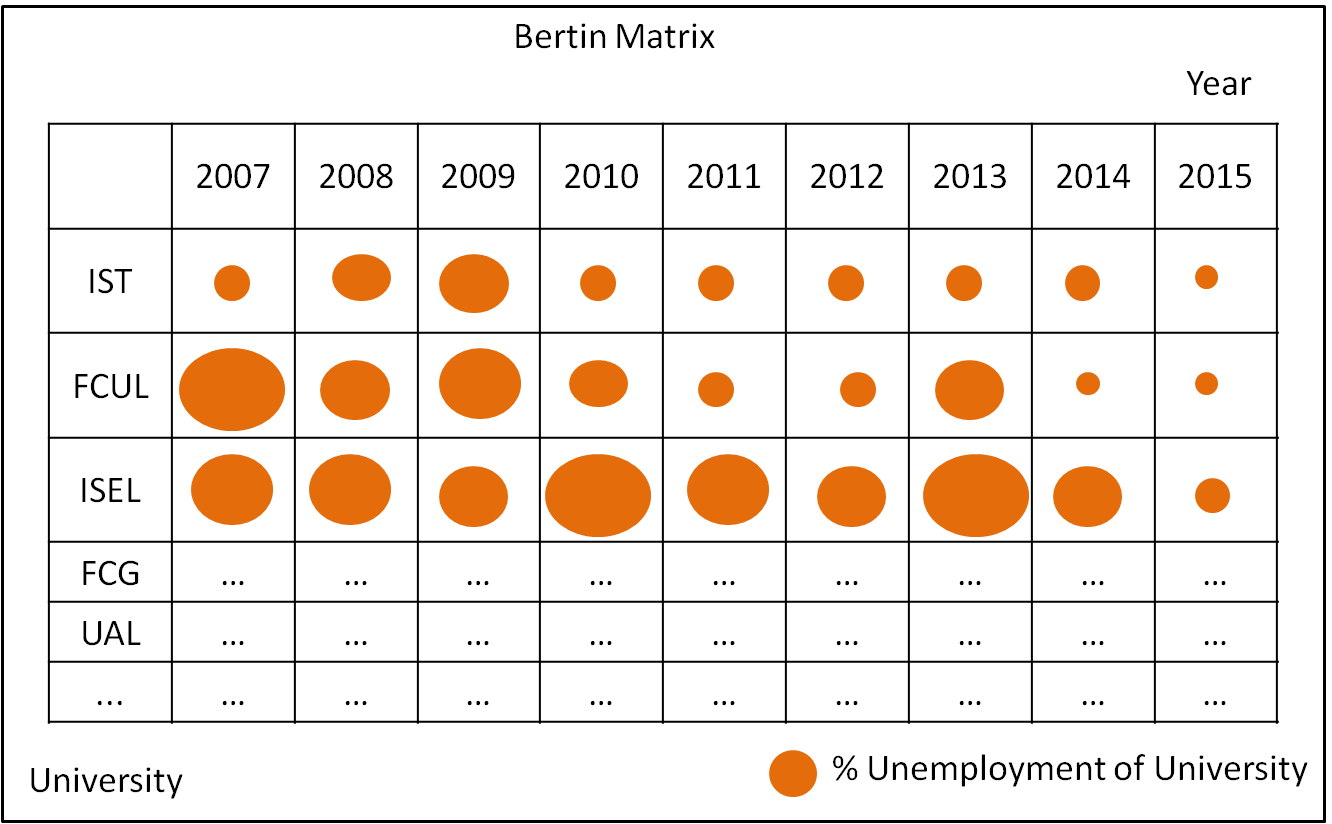 Bertin Matrix
Year
2007 2008 2009 2010 2011 2012 2013 2014 2015
IST
FCUL
ISEL
FCG ... ... ... ... ... ... ... ... ...
UAL ... ... ... ... ... ... ... ... ...
... ... ... ... ... ... ... ... ... ...
University
% Unemployment of University